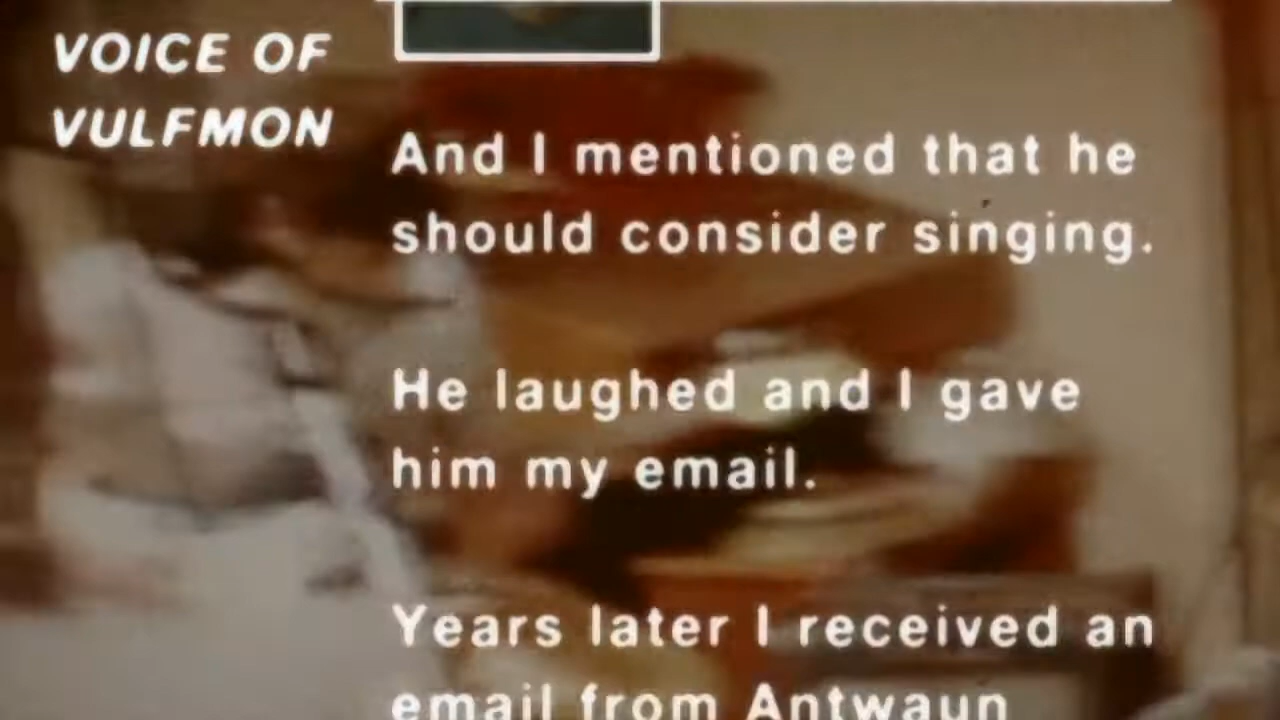 VOICE OF
VULFMON
And I mentioned that he
should consider singing.
He laughed and I gave
him my email.
Years later I received an
email from Antwaun